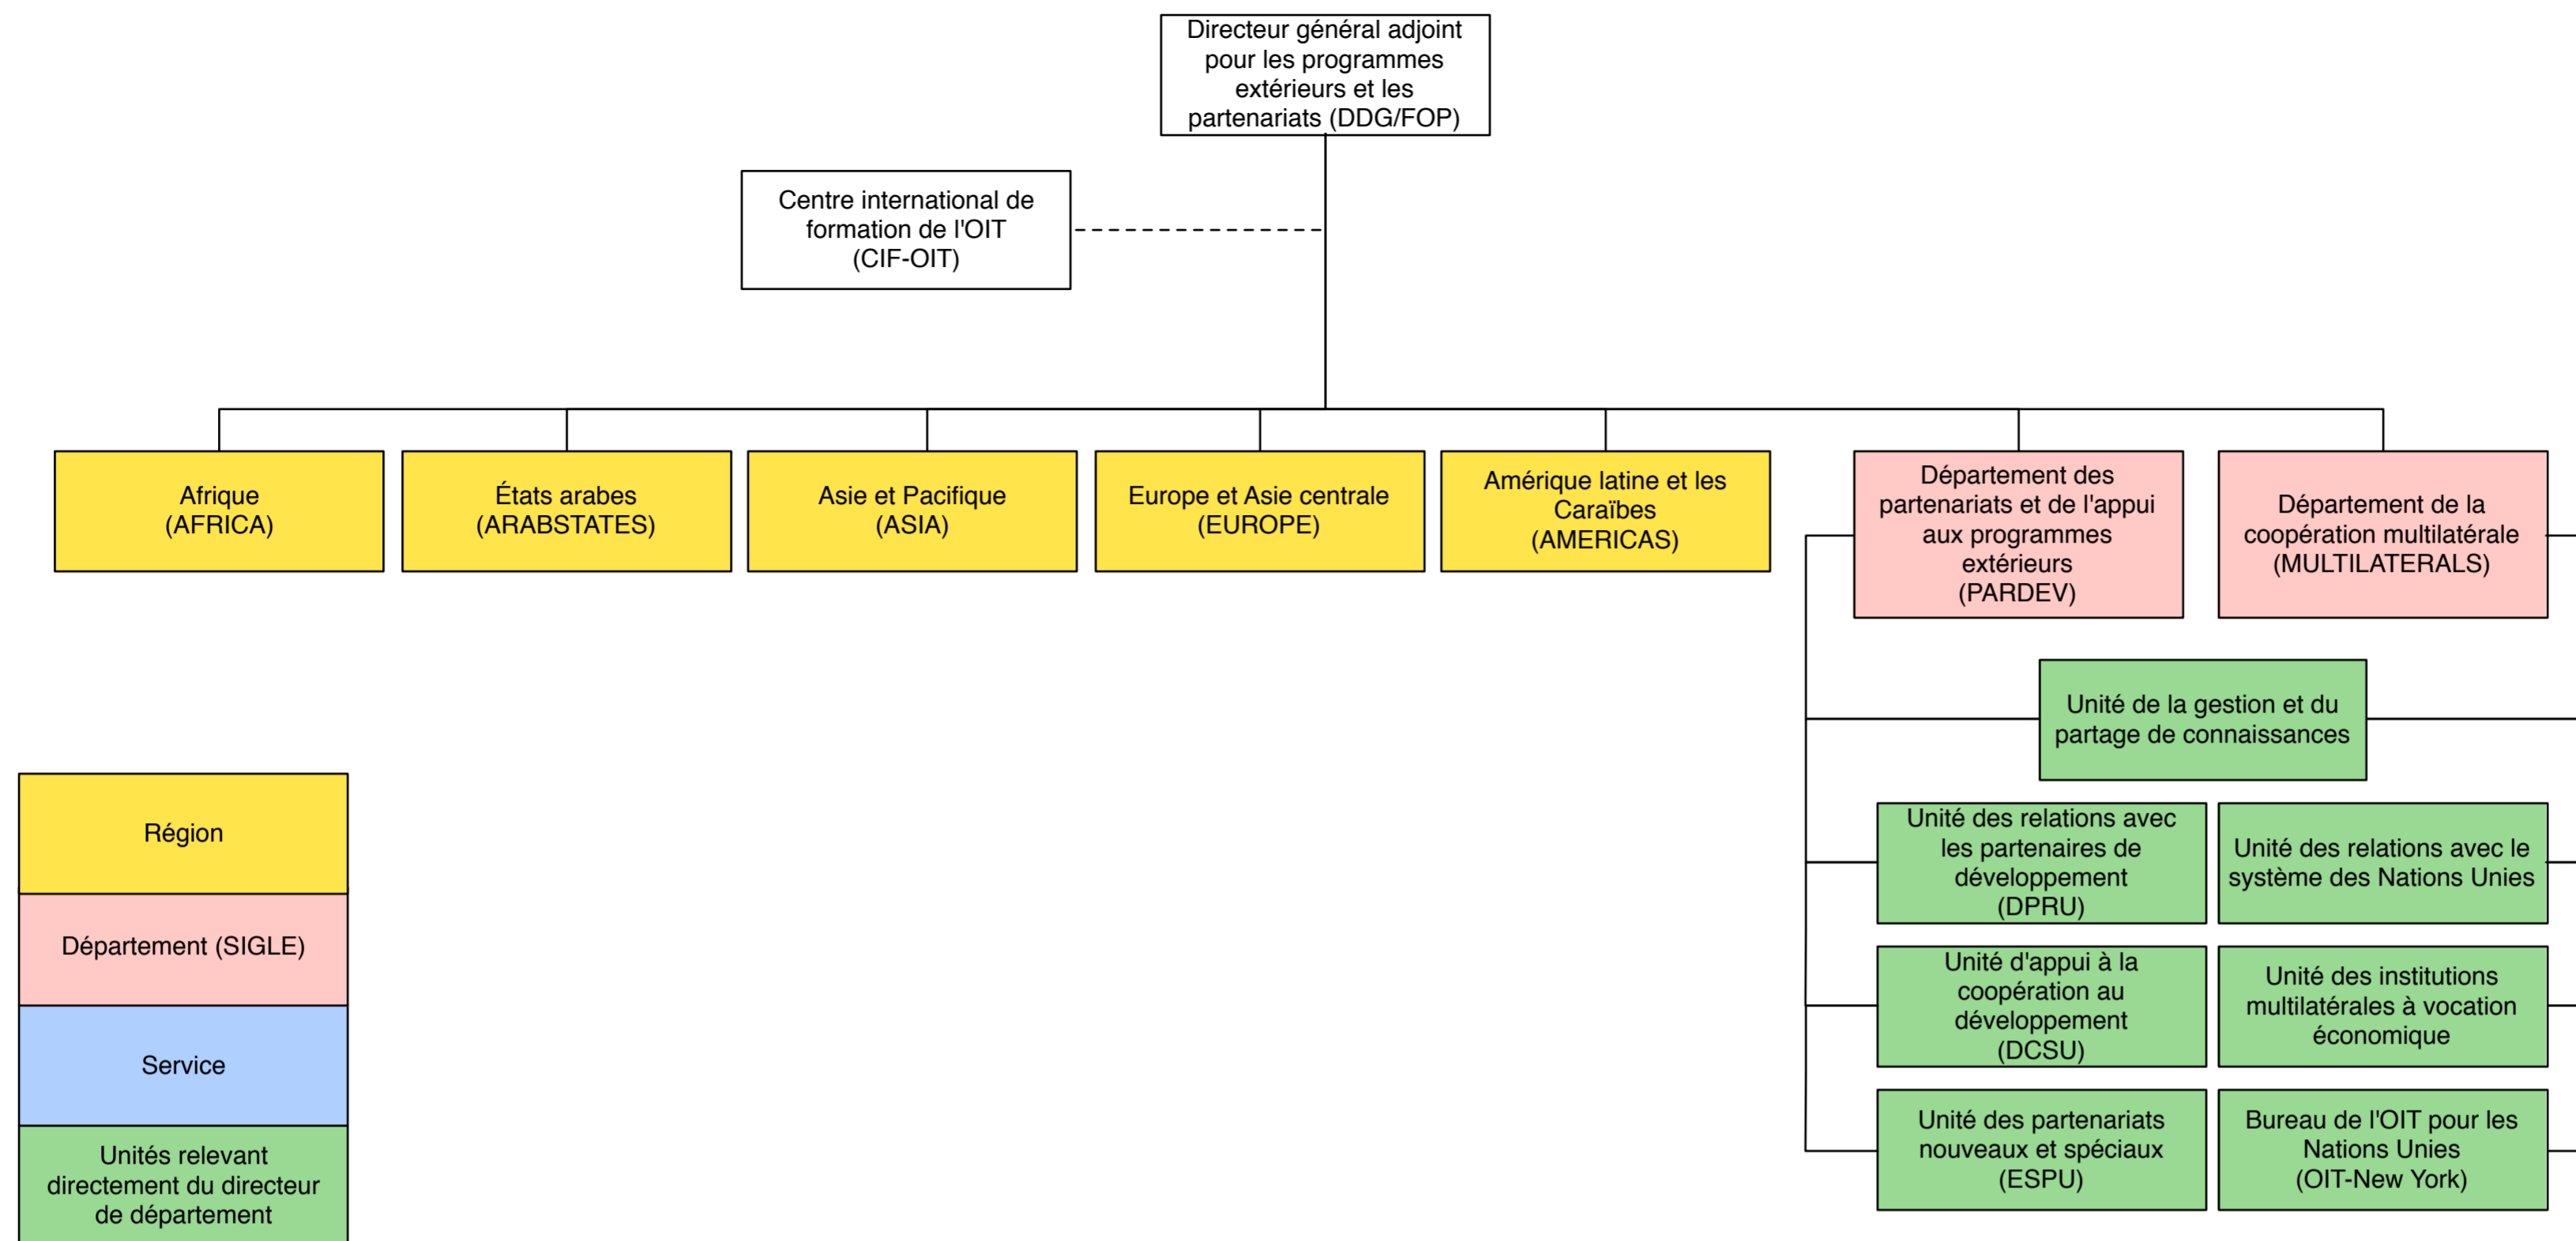 Directeur général adjoint
pour les programmes
extérieurs et les
partenariats (DDG/FOP)
Centre international de
formation de l'OIT
(CIF-OIT)
Afrique
(AFRICA)
États arabes
(ARABSTATES)
Asie et Pacifique
(ASIA)
Europe et Asie centrale
(EUROPE)
Amérique latine et les
Caraïbes
(AMERICAS)
Département des
partenariats et de l'appui
aux programmes
extérieurs
(PARDEV)
Département de la
coopération multilatérale
(MULTILATERALS)
Unité de la gestion et du
partage de connaissances
Unité des relations avec
les partenaires de
développement
(DPRU)
Unité des relations avec le
système des Nations Unies
Unité d'appui à la
coopération au
développement
(DCSU)
Unité des institutions
multilatérales à vocation
économique
Unité des partenariats
nouveaux et spéciaux
(ESPU)
Bureau de l'OIT pour les
Nations Unies
(OIT-New York)
Région
Département (SIGLE)
Service
Unités relevant
directement du directeur
de département